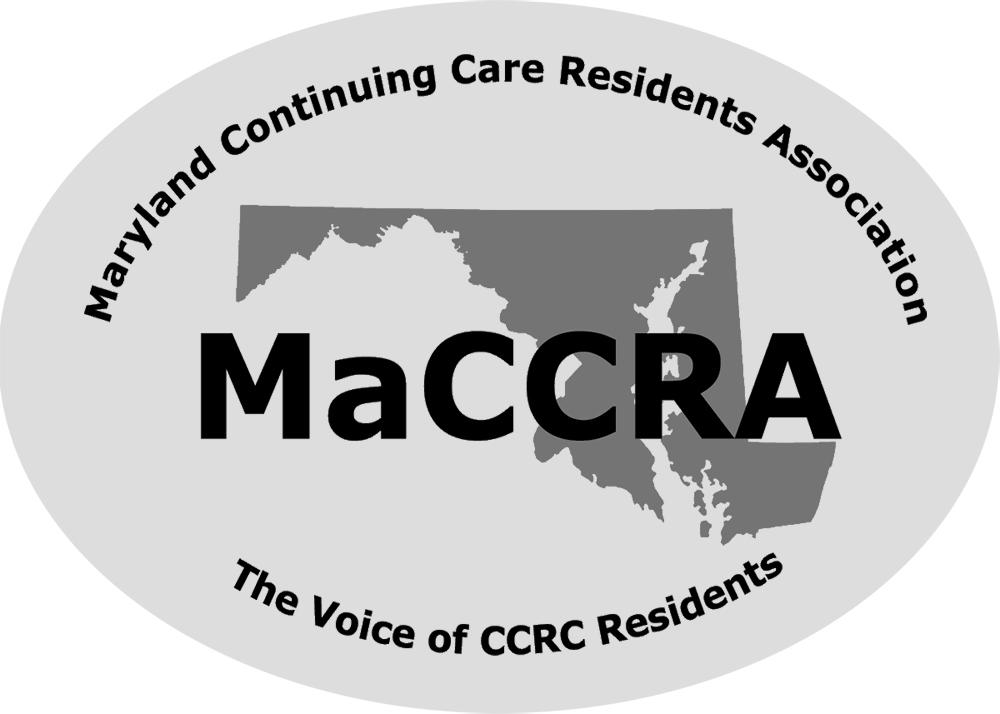 Maryland Continuing Care Residents Association
MaCCRA
The Voice of CCRC Residents